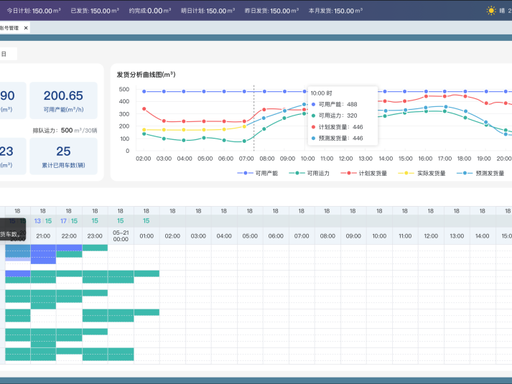 今日计划: 150.00 m³ 已发货: 150.00 m³ 约完成 0.00 m³ 明日计划: 150.00 m³ 昨日发货: 150.00 m³ 本月发货: 150.00 m³ 晴 2
账号管理 ×
日
90
(m³)
200.65
可用产能(m³/h)
排队运力: 500 m³/30辆
23
(m³)
25
累计已用车数(辆)
发货分析曲线图(m³)
500
400
300
200
100
0
02:00 03:00 04:00 05:00 06:00 07:00 08:00 09:00 10:00 11:00 12:00 13:00 14:00 15:00 16:00 17:00 18:00 19:00 20:00
10:00 时
可用产能: 488
可用运力: 320
计划发货量: 446
预测发货量: 446
可用产能 可用运力 计划发货量 实际发货量 预测发货量
18 18 18 18 18 18 18 18 18 18 18 18 18 18 18 18 18 18 18 18
13 15 17 15 15 15 15
货车数,
21:00 22:00 23:00 05-21 00:00 01:00 02:00 03:00 04:00 05:00 06:00 07:00 08:00 09:00 10:00 11:00 12:00 13:00 14:00 15:0